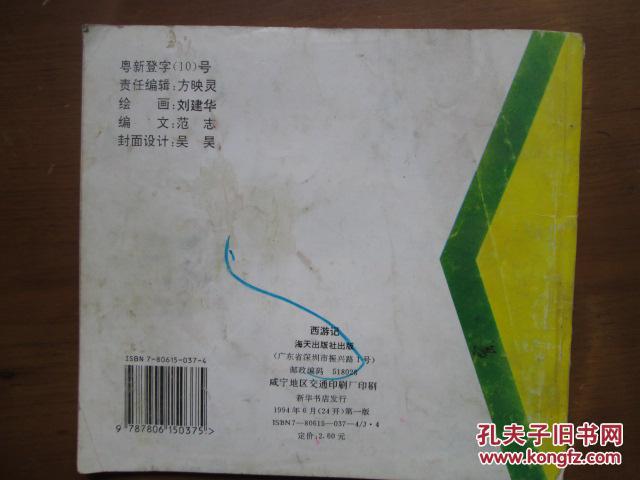 粤新登字(10)号
责任编辑:方映灵
绘　　画:刘建华
编　　文:范　志
封面设计:吴　昊
西游记
海天出版社出版
(广东省深圳市振兴路1号)
邮政编码　518028
咸宁地区交通印刷厂印刷
新华书店发行
1994年6月(24开)第一版
ISBN7—80615—037—4/J·4
定价:2.60元
ISBN 7-80615-037-4
9 787806 150375>
孔夫子旧书网
www.kongfz.com